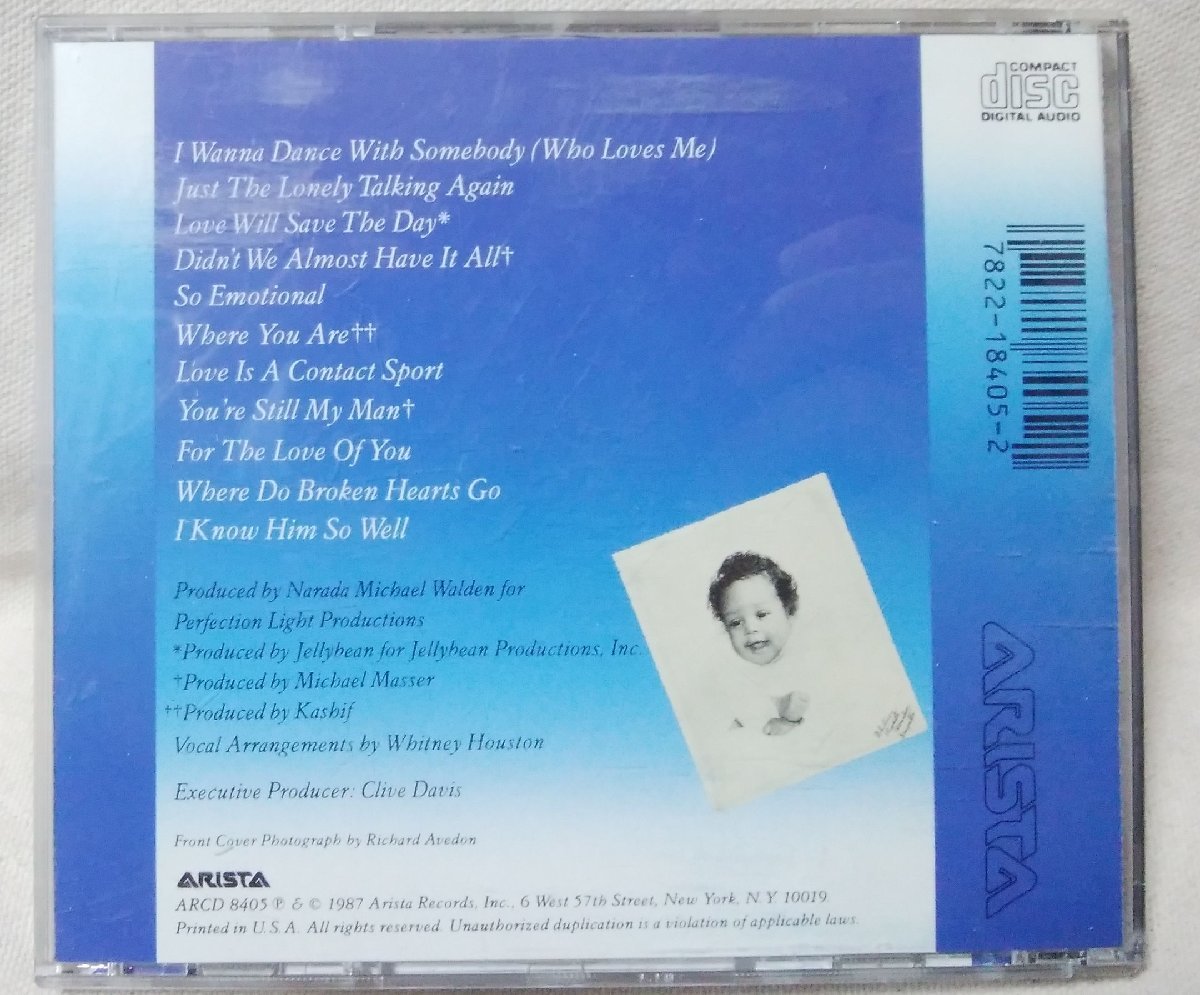 COMPACT
disc
DIGITAL AUDIO
I Wanna Dance With Somebody (Who Loves Me)
Just The Lonely Talking Again
Love Will Save The Day*
Didn't We Almost Have It All†
So Emotional
Where You Are††
Love Is A Contact Sport
You're Still My Man†
For The Love Of You
Where Do Broken Hearts Go
I Know Him So Well
Produced by Narada Michael Walden for
Perfection Light Productions
*Produced by Jellybean for Jellybean Productions, Inc.
†Produced by Michael Masser
††Produced by Kashif
Vocal Arrangements by Whitney Houston
Executive Producer: Clive Davis
Front Cover Photograph by Richard Avedon
ARISTA
ARCD 8405 ℗ & © 1987 Arista Records, Inc., 6 West 57th Street, New York, N.Y. 10019
Printed in U.S.A. All rights reserved. Unauthorized duplication is a violation of applicable laws.
7822-18405-2
ARISTA